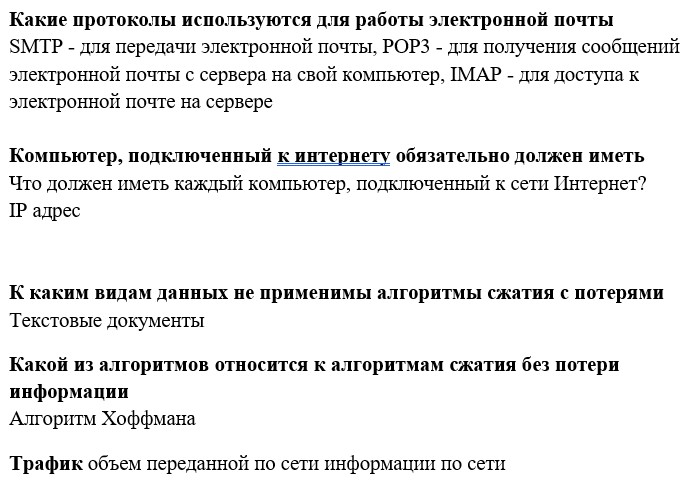 Какие протоколы используются для работы электронной почты
SMTP - для передачи электронной почты, POP3 - для получения сообщений
электронной почты с сервера на свой компьютер, IMAP - для доступа к
электронной почте на сервере
Компьютер, подключенный к интернету обязательно должен иметь
Что должен иметь каждый компьютер, подключенный к сети Интернет?
IP адрес
К каким видам данных не применимы алгоритмы сжатия с потерями
Текстовые документы
Какой из алгоритмов относится к алгоритмам сжатия без потери
информации
Алгоритм Хоффмана
Трафик объем переданной по сети информации по сети